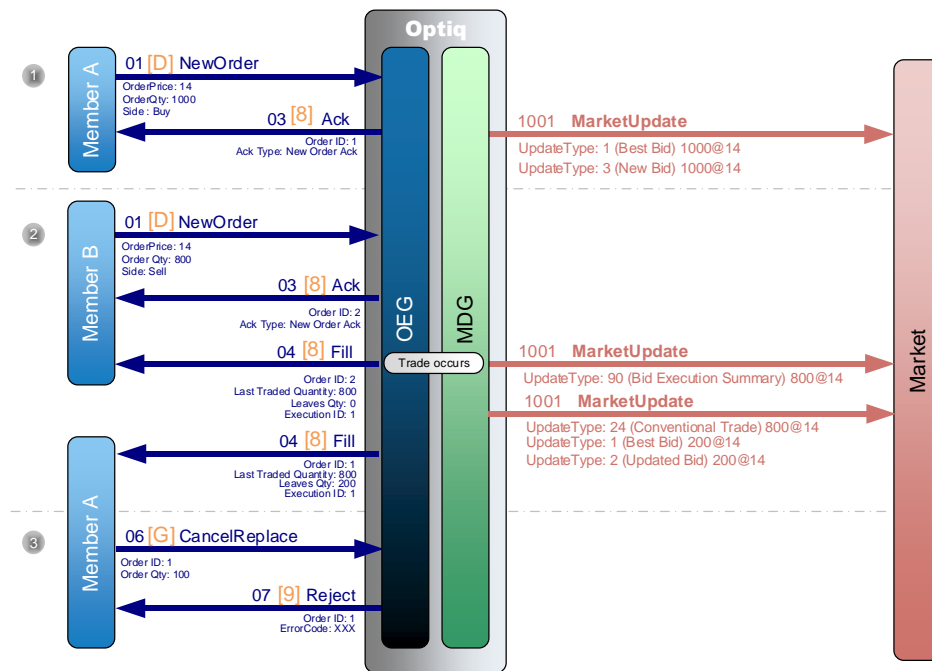 Optiq
1
Member A
01 [D] NewOrder
OrderPrice: 14
OrderQty: 1000
Side : Buy
03 [8] Ack
Order ID: 1
Ack Type: New Order Ack
1001 MarketUpdate
UpdateType: 1 (Best Bid) 1000@14
UpdateType: 3 (New Bid) 1000@14
2
Member B
01 [D] NewOrder
OrderPrice: 14
Order Qty: 800
Side: Sell
03 [8] Ack
Order ID: 2
Ack Type: New Order Ack
OEG
MDG
Market
04 [8] Fill
Trade occurs
Order ID: 2
Last Traded Quantity: 800
Leaves Qty: 0
Execution ID: 1
1001 MarketUpdate
UpdateType: 90 (Bid Execution Summary) 800@14
1001 MarketUpdate
UpdateType: 24 (Conventional Trade) 800@14
UpdateType: 1 (Best Bid) 200@14
UpdateType: 2 (Updated Bid) 200@14
Member A
04 [8] Fill
Order ID: 1
Last Traded Quantity: 800
Leaves Qty: 200
Execution ID: 1
3
06 [G] CancelReplace
Order ID: 1
Order Qty: 100
07 [9] Reject
Order ID: 1
ErrorCode: XXX